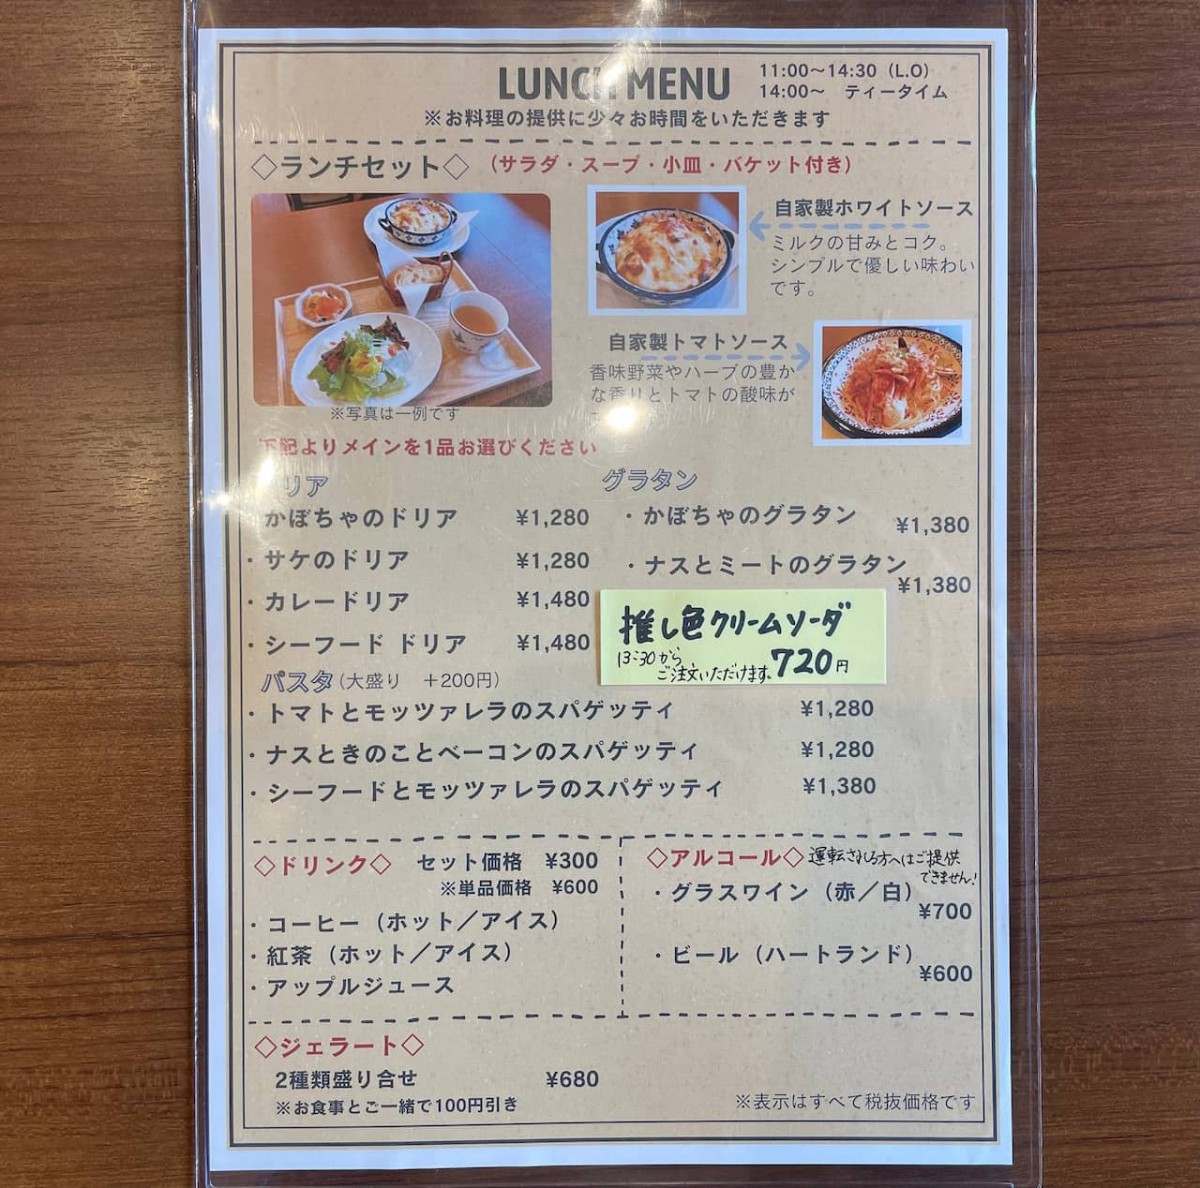 LUNCH MENU
11:00〜14:30（L.O）
14:00〜　ティータイム
※お料理の提供に少々お時間をいただきます
◇ランチセット◇　（サラダ・スープ・小皿・バケット付き）
自家製ホワイトソース
ミルクの甘みとコク。
シンプルで優しい味わい
です。
自家製トマトソース
香味野菜やハーブの豊か
な香りとトマトの酸味が
※写真は一例です
下記よりメインを1品お選びください
リア
かぼちゃのドリア　¥1,280
・サケのドリア　¥1,280
・カレードリア　¥1,480
・シーフード ドリア　¥1,480
グラタン
・かぼちゃのグラタン　¥1,380
・ナスとミートのグラタン　¥1,380
推し色クリームソーダ
13:30から
ご注文いただけます。
720円
パスタ（大盛り　＋200円）
・トマトとモッツァレラのスパゲッティ　¥1,280
・ナスときのことベーコンのスパゲッティ　¥1,280
・シーフードとモッツァレラのスパゲッティ　¥1,380
◇ドリンク◇　セット価格　¥300
※単品価格　¥600
・コーヒー（ホット／アイス）
・紅茶（ホット／アイス）
・アップルジュース
◇アルコール◇ 運転される方へはご提供
できません!
・グラスワイン（赤／白）
¥700
・ビール（ハートランド）
¥600
◇ジェラート◇
2種類盛り合せ　¥680
※お食事とご一緒で100円引き
※表示はすべて税抜価格です